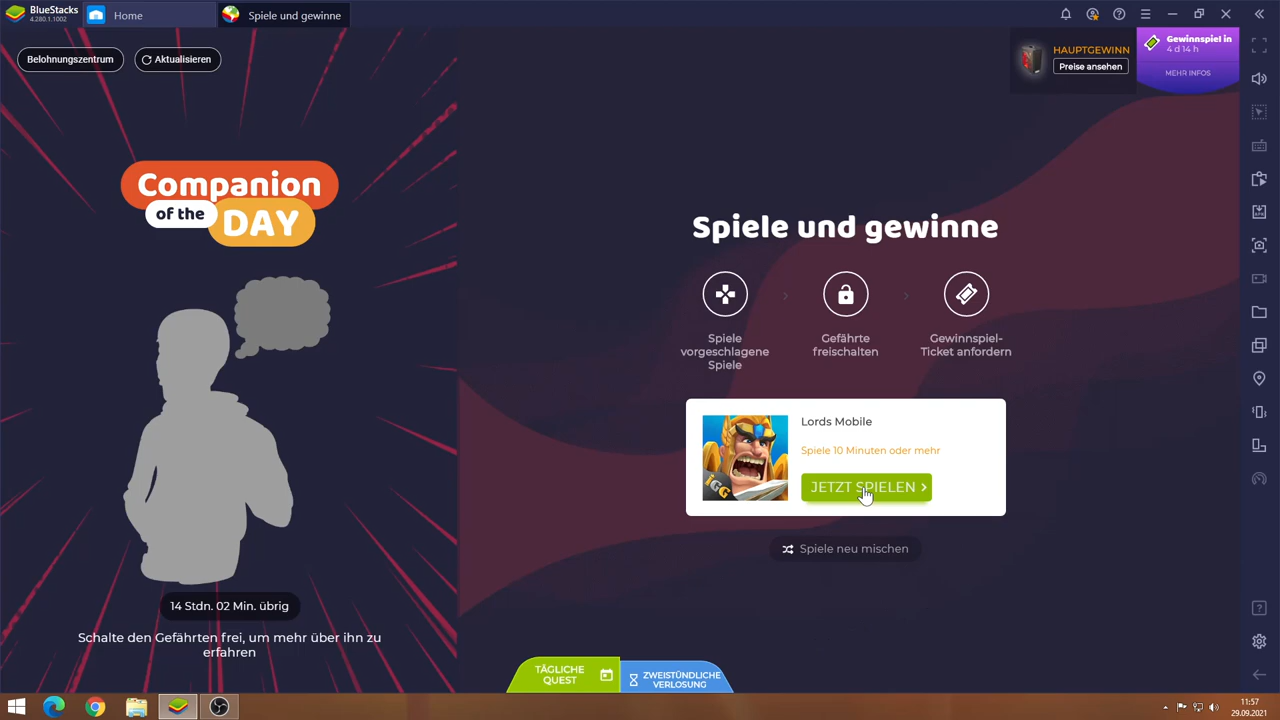 BlueStacks
4.280.1.1002
Home
Spiele und gewinne
Belohnungszentrum
Aktualisieren
HAUPTGEWINN
Preise ansehen
Gewinnspiel in
4 d 14 h
MEHR INFOS
Companion
of the
DAY
14 Stdn. 02 Min. übrig
Schalte den Gefährten frei, um mehr über ihn zu
erfahren
Spiele und gewinne
Spiele
vorgeschlagene
Spiele
Gefährte
freischalten
Gewinnspiel-
Ticket anfordern
IGG
Lords Mobile
Spiele 10 Minuten oder mehr
JETZT SPIELEN
Spiele neu mischen
TÄGLICHE
QUEST
ZWEISTÜNDLICHE
VERLOSUNG
11:57
29.09.2021